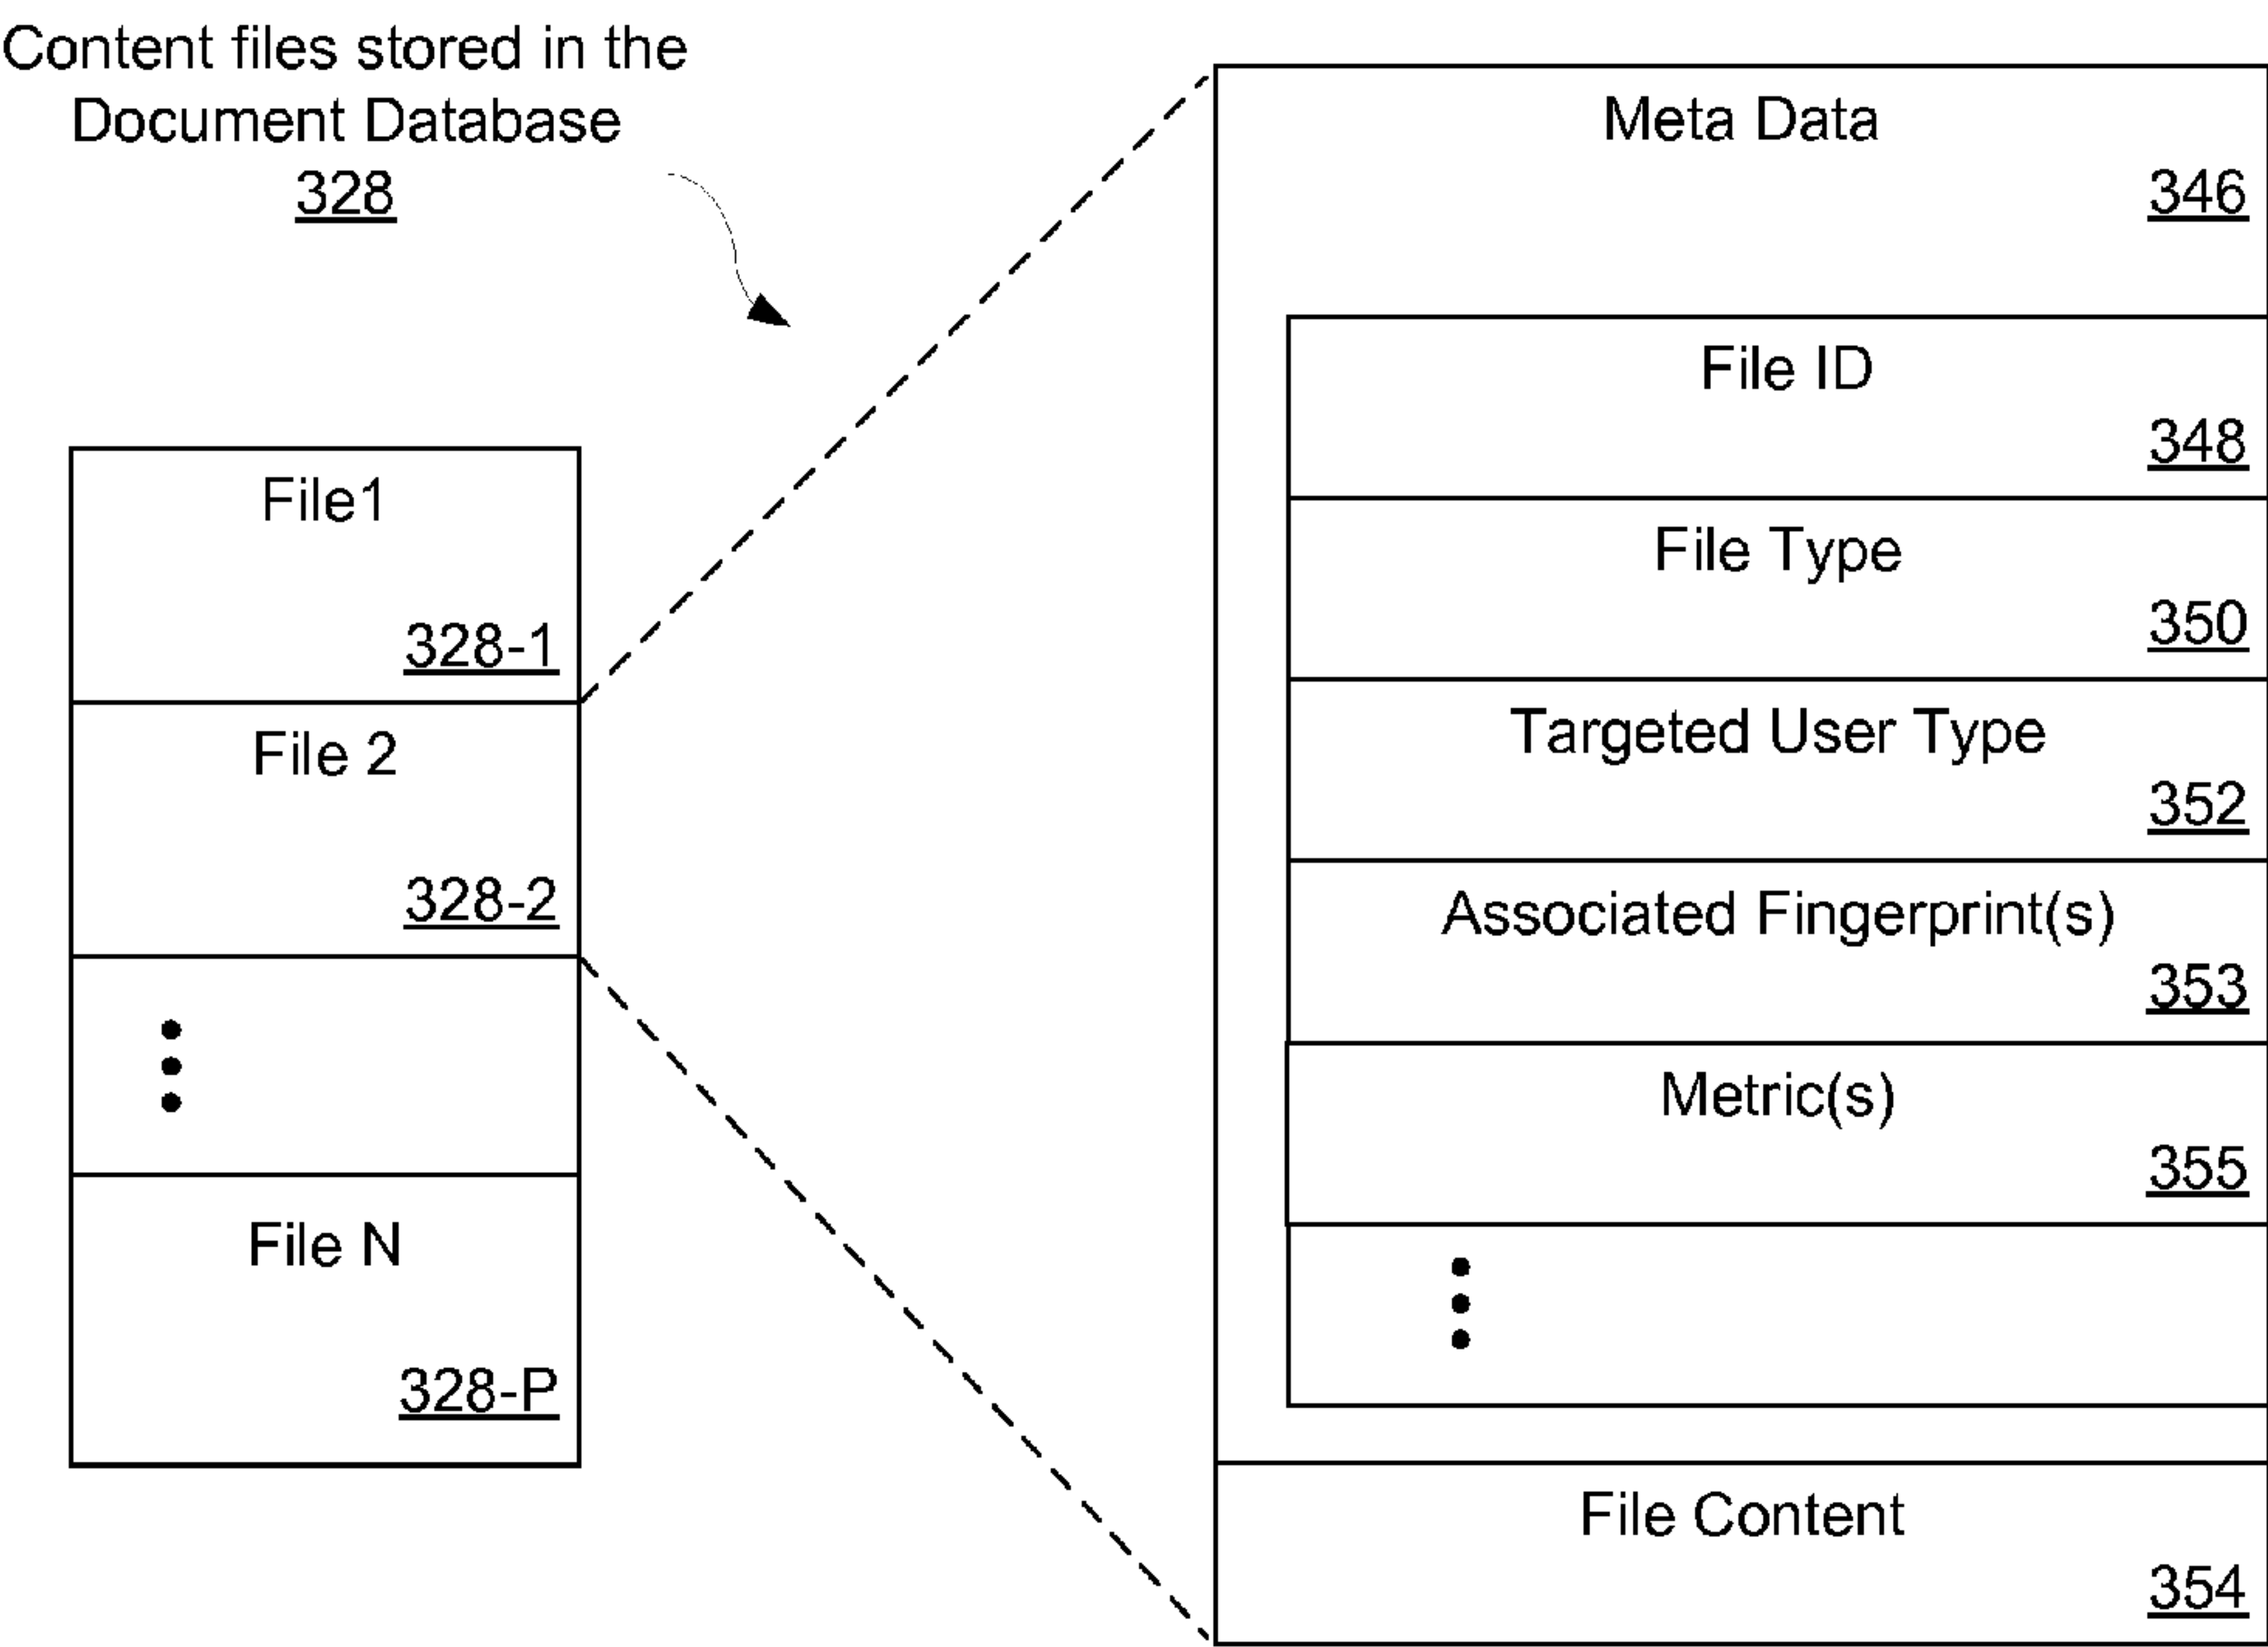 Content files stored in the
Document Database
328
File1
328-1
File 2
328-2
File N
328-P
Meta Data
346
File ID
348
File Type
350
Targeted User Type
352
Associated Fingerprint(s)
353
Metric(s)
355
File Content
354